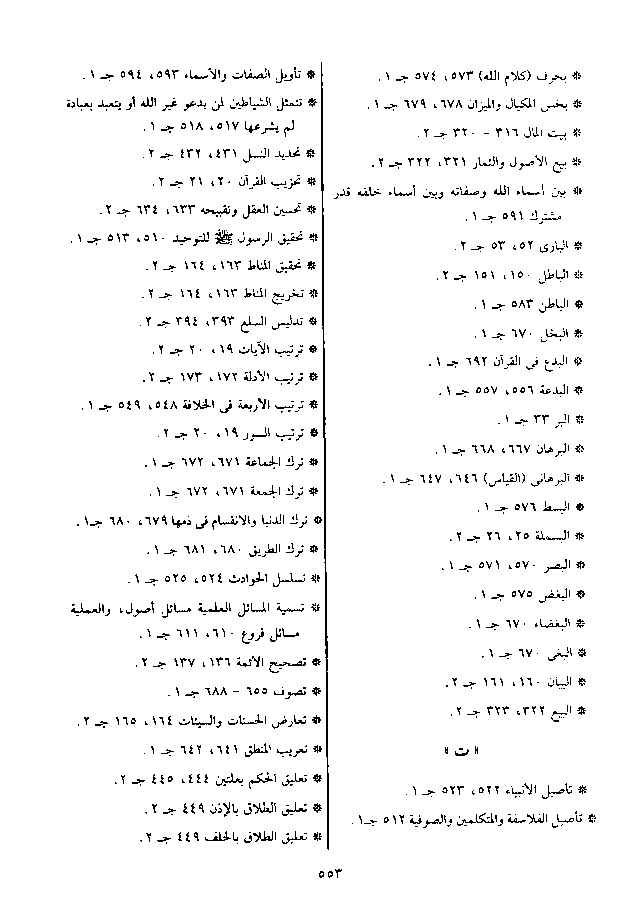 * يحرف (كلام الله) ٥٧٣، ٥٧٤ جـ ١.
* بخس المكيال والميزان ٦٧٨، ٦٧٩ جـ ١.
* بيت المال ٣١٦ - ٣٢٠ جـ ٢.
* بيع الأصول والثمار ٣٢١، ٣٢٢ جـ ٢.
* بين أسماء الله وصفاته وبين أسماء خلقه قدر
مشترك ٥٩١ جـ ١.
* البارى ٥٢، ٥٣ جـ ٢.
* الباطل ١٥٠، ١٥١ جـ ٢.
* الباطن ٥٨٣ جـ ١.
* البخل ٦٧٠ جـ ١.
* البدع فى القرآن ٦٩٢ جـ ١.
* البدعة ٥٥٦، ٥٥٧ جـ ١.
* البر ٣٣ جـ ١.
* البرهان ٦٦٧، ٦٦٨ جـ ١.
* البرهانى (القياس) ٦٤٦، ٦٤٧ جـ ١.
* البسط ٥٧٦ جـ ١.
* البسملة ٢٥، ٢٦ جـ ٢.
* البصر ٥٧٠، ٥٧١ جـ ١.
* البغض ٥٧٥ جـ ١.
* البغضاء ٦٧٠ جـ ١.
* البغى ٦٧٠ جـ ١.
* البيان ١٦٠، ١٦١ جـ ٢.
* البيع ٣٢٢، ٣٢٣ جـ ٢.
« ت »
* تأصيل الأنبياء ٥٢٢، ٥٢٣ جـ ١.
* تأصيل الفلاسفة والمتكلمين والصوفية ٥١٢ جـ١.
* تأويل الصفات والأسماء ٥٩٣، ٥٩٤ جـ ١.
* تتمثل الشياطين لمن يدعو غير الله أو يتعبد بعبادة
لم يشرعها ٥١٧، ٥١٨ جـ ١.
* تحديد النسل ٤٣١، ٤٣٢ جـ ٢.
* تحزيب القرآن ٢٠، ٢١ جـ ٢.
* تحسين العقل وتقبيحه ٦٣٣، ٦٣٤ جـ ٢.
* تحقيق الرسول ﷺ للتوحيد ٥١٠، ٥١٣ جـ ١.
* تحقيق المناط ١٦٣، ١٦٤ جـ ٢.
* تخريج المناط ١٦٣، ١٦٤ جـ ٢.
* تدليس السلع ٣٩٣، ٣٩٤ جـ ٢.
* ترتيب الآيات ١٩، ٢٠ جـ ٢.
* ترتيب الأدلة ١٧٢، ١٧٣ جـ ٢.
* ترتيب الأربعة فى الخلافة ٥٤٨، ٥٤٩ جـ ١.
* ترتيب السور ١٩، ٢٠ جـ ٢.
* ترك الجماعة ٦٧١، ٦٧٢ جـ ١.
* ترك الجمعة ٦٧١، ٦٧٢ جـ ١.
* ترك الدنيا والانقسام فى ذمها ٦٧٩، ٦٨٠ جـ١.
* ترك الطريق ٦٨٠، ٦٨١ جـ ١.
* تسلسل الحوادث ٥٢٤، ٥٢٥ جـ ١.
* تسمية المسائل العلمية مسائل أصول، والعملية
مسائل فروع ٦١٠، ٦١١ جـ ١.
* تصحيح الأئمة ١٣٦، ١٣٧ جـ ٢.
* تصوف ٦٥٥ - ٦٨٨ جـ ١.
* تعارض الحسنات والسيئات ١٦٤، ١٦٥ جـ ٢.
* تعريب المنطق ٦٤١، ٦٤٢ جـ ١.
* تعليق الحكم بعلتين ٤٤٤، ٤٤٥ جـ ٢.
* تعليق الطلاق بالإذن ٤٤٩ جـ ٢.
* تعليق الطلاق بالحلف ٤٤٩ جـ ٢.
٥٥٣